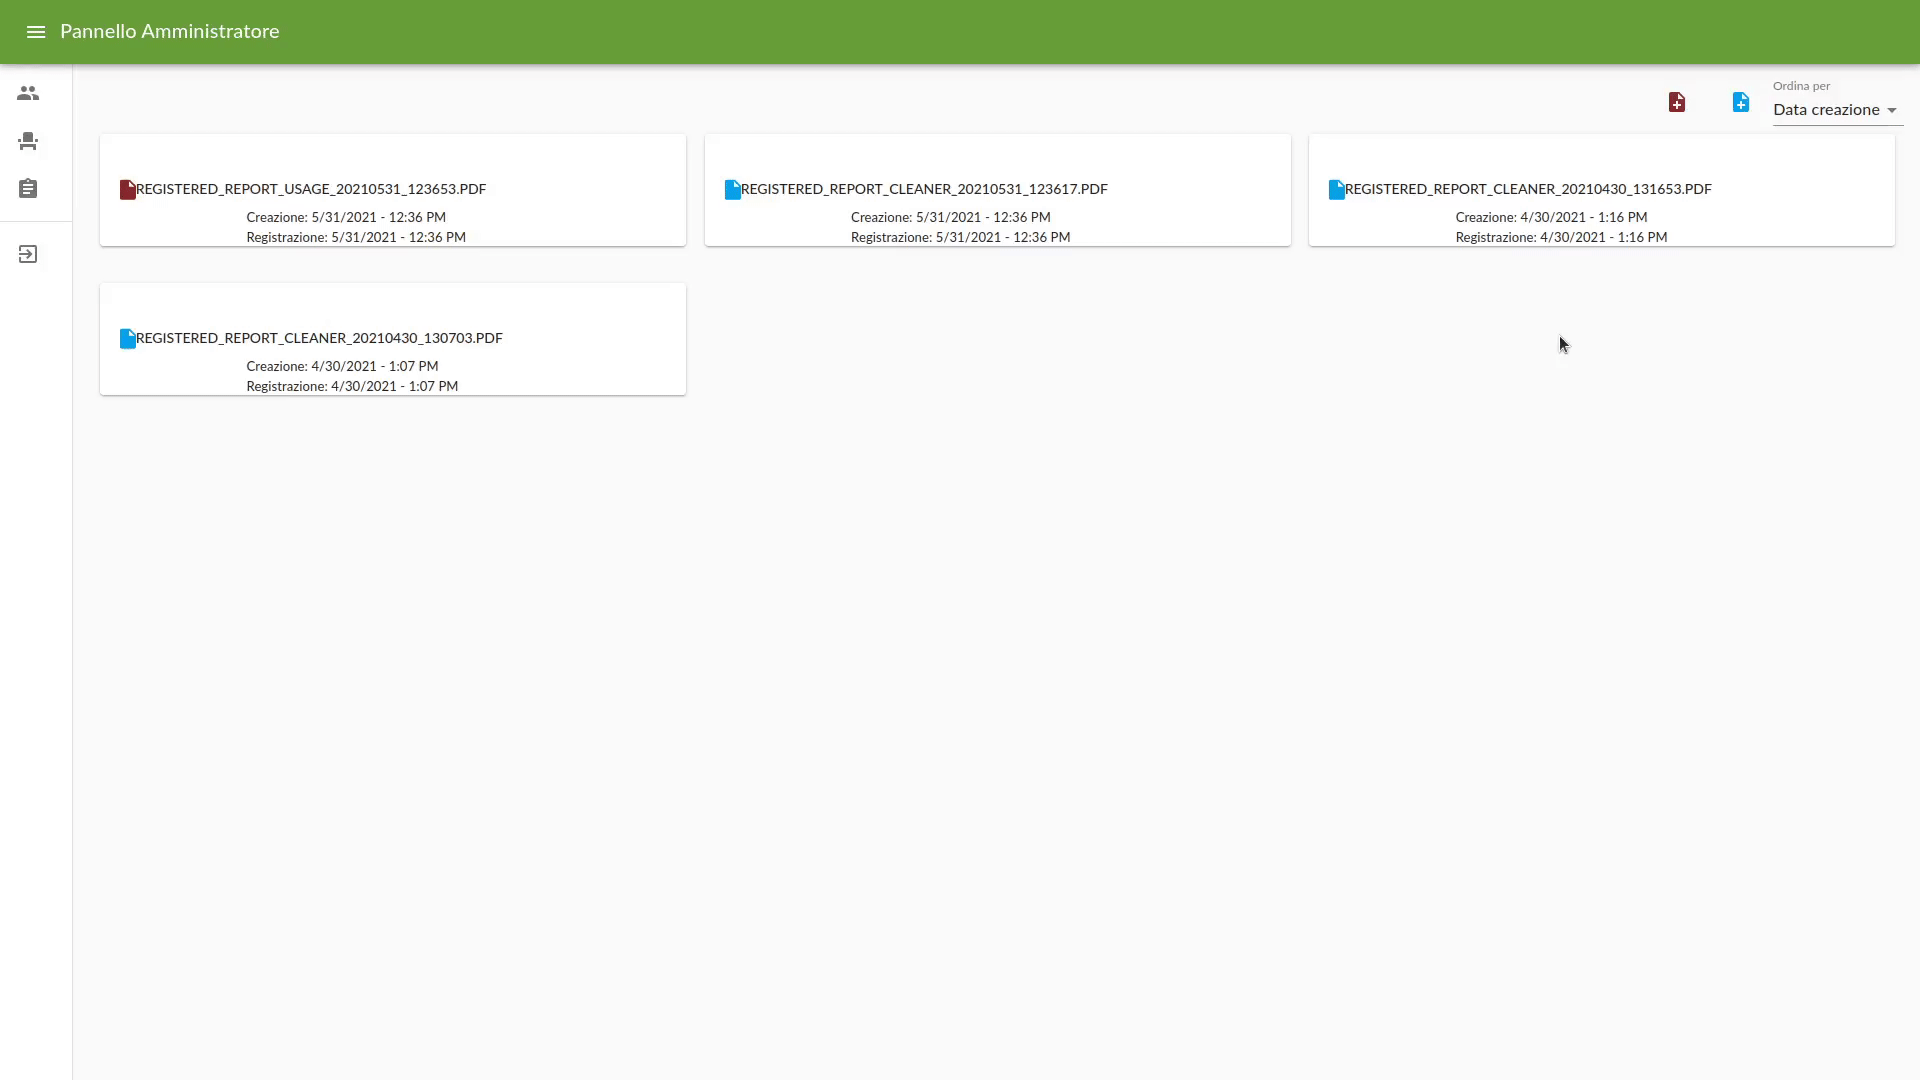 Pannello Amministratore
Ordina per
Data creazione
REGISTERED_REPORT_USAGE_20210531_123653.PDF
Creazione: 5/31/2021 - 12:36 PM
Registrazione: 5/31/2021 - 12:36 PM
REGISTERED_REPORT_CLEANER_20210531_123617.PDF
Creazione: 5/31/2021 - 12:36 PM
Registrazione: 5/31/2021 - 12:36 PM
REGISTERED_REPORT_CLEANER_20210430_131653.PDF
Creazione: 4/30/2021 - 1:16 PM
Registrazione: 4/30/2021 - 1:16 PM
REGISTERED_REPORT_CLEANER_20210430_130703.PDF
Creazione: 4/30/2021 - 1:07 PM
Registrazione: 4/30/2021 - 1:07 PM